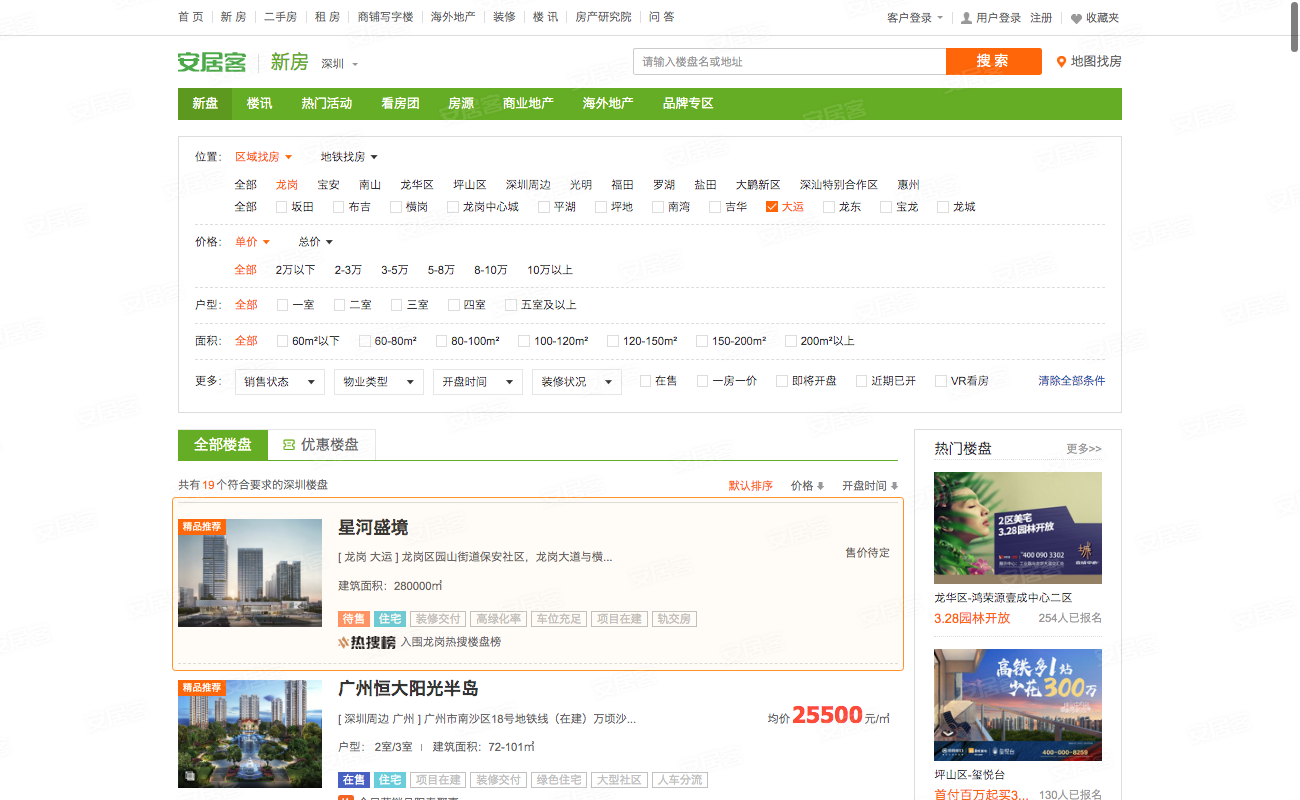 首 页 新 房 二手房 租 房 商铺写字楼 海外地产 装修 楼 讯 房产研究院 问 答 客户登录 用户登录 注册 收藏夹
安居客 新房 深圳 请输入楼盘名或地址 搜 索 地图找房
新盘 楼讯 热门活动 看房团 房源 商业地产 海外地产 品牌专区
位置： 区域找房 地铁找房
全部 龙岗 宝安 南山 龙华区 坪山区 深圳周边 光明 福田 罗湖 盐田 大鹏新区 深汕特别合作区 惠州
全部 坂田 布吉 横岗 龙岗中心城 平湖 坪地 南湾 吉华 大运 龙东 宝龙 龙城
价格： 单价 总价
全部 2万以下 2-3万 3-5万 5-8万 8-10万 10万以上
户型： 全部 一室 二室 三室 四室 五室及以上
面积： 全部 60m²以下 60-80m² 80-100m² 100-120m² 120-150m² 150-200m² 200m²以上
更多： 销售状态 物业类型 开盘时间 装修状况 在售 一房一价 即将开盘 近期已开 VR看房 清除全部条件
全部楼盘 优惠楼盘
共有19个符合要求的深圳楼盘 默认排序 价格 开盘时间
精品推荐
星河盛境
[ 龙岗 大运 ] 龙岗区园山街道保安社区，龙岗大道与横...
售价待定
建筑面积：280000㎡
待售 住宅 装修交付 高绿化率 车位充足 项目在建 轨交房
热搜榜 入围龙岗热搜楼盘榜
精品推荐
广州恒大阳光半岛
[ 深圳周边 广州 ] 广州市南沙区18号地铁线（在建）万顷沙...
均价25500元/㎡
户型： 2室/3室 建筑面积：72-101㎡
在售 住宅 项目在建 装修交付 绿色住宅 大型社区 人车分流
热门楼盘 更多>>
2区美宅
3.28园林开放
400 090 3302
龙华区-鸿荣源壹成中心二区
3.28园林开放 254人已报名
高铁多1站
少花300万
400-000-8259
坪山区-玺悦台
首付百万起买3... 130人已报名